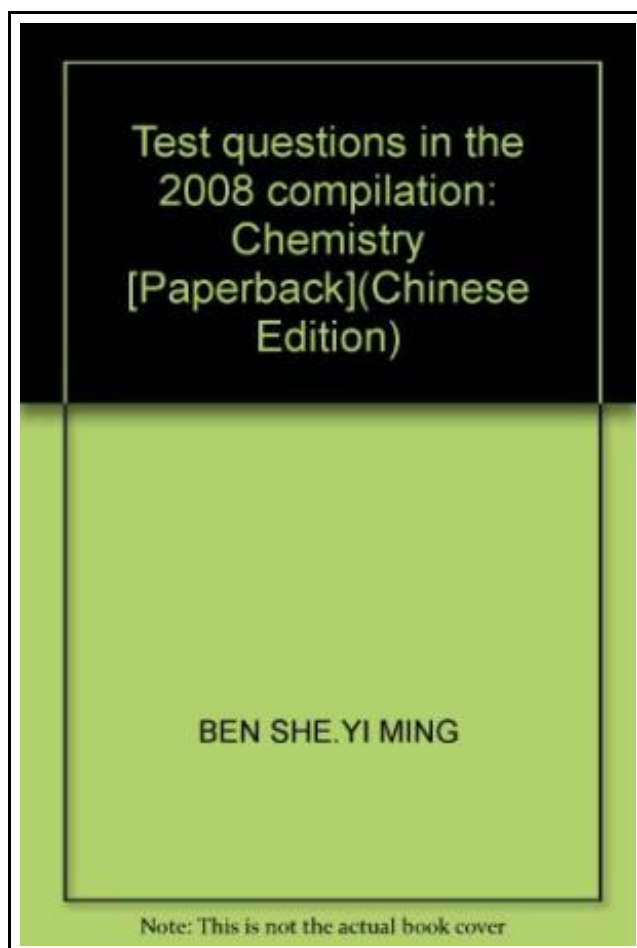 Test questions in the
2008 compilation:
Chemistry
[Paperback](Chinese
Edition)
BEN SHE.YI MING
Note: This is not the actual book cover